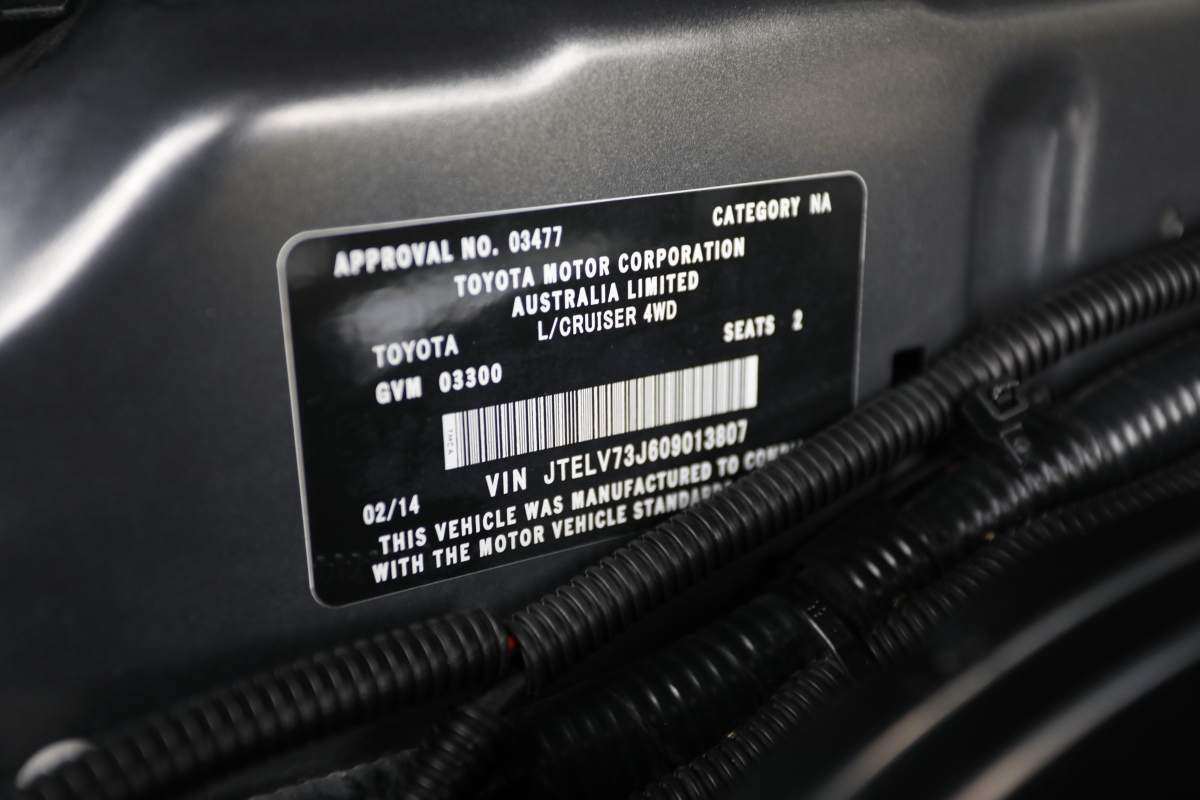 APPROVAL NO. 03477 CATEGORY NA
TOYOTA MOTOR CORPORATION
AUSTRALIA LIMITED
L/CRUISER 4WD
TOYOTA SEATS 2
GVM 03300
TMCA
VIN JTELV73J609013807
02/14
THIS VEHICLE WAS MANUFACTURED TO
WITH THE MOTOR VEHICLE